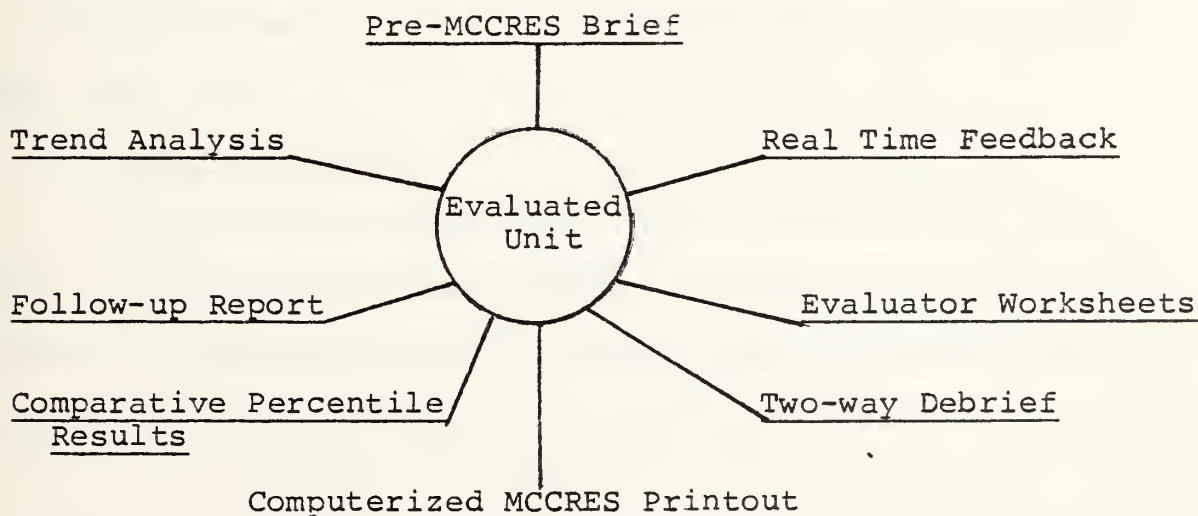 Pre-MCCRES Brief
Trend Analysis
Real Time Feedback
Evaluated
Unit
Follow-up Report
Evaluator Worksheets
Comparative Percentile
Results
Two-way Debrief
Computerized MCCRES Printout